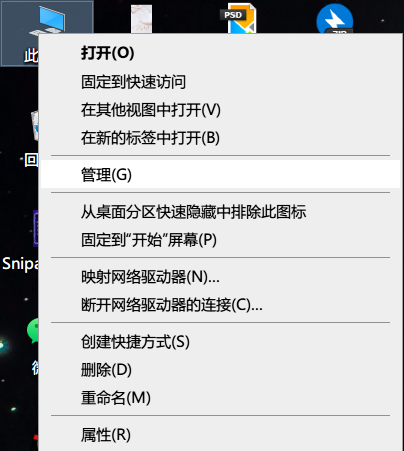 PSD
ZIP
此
打开(O)
固定到快速访问
在其他视图中打开(V)
在新的标签中打开(B)
回
管理(G)
从桌面分区快速隐藏中排除此图标
固定到"开始"屏幕(P)
Snipa
映射网络驱动器(N)...
断开网络驱动器的连接(C)...
创建快捷方式(S)
微
删除(D)
重命名(M)
属性(R)